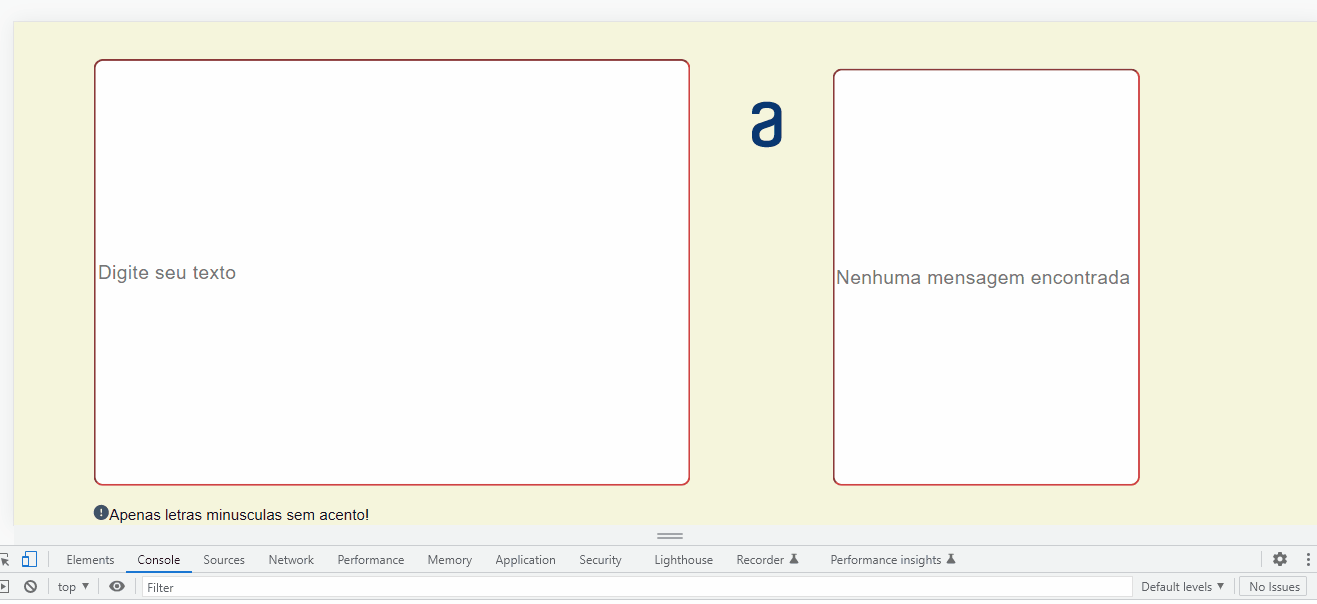 a
Digite seu texto
Nenhuma mensagem encontrada
Apenas letras minusculas sem acento!
Elements Console Sources Network Performance Memory Application Security Lighthouse Recorder Performance insights
top Filter Default levels No Issues